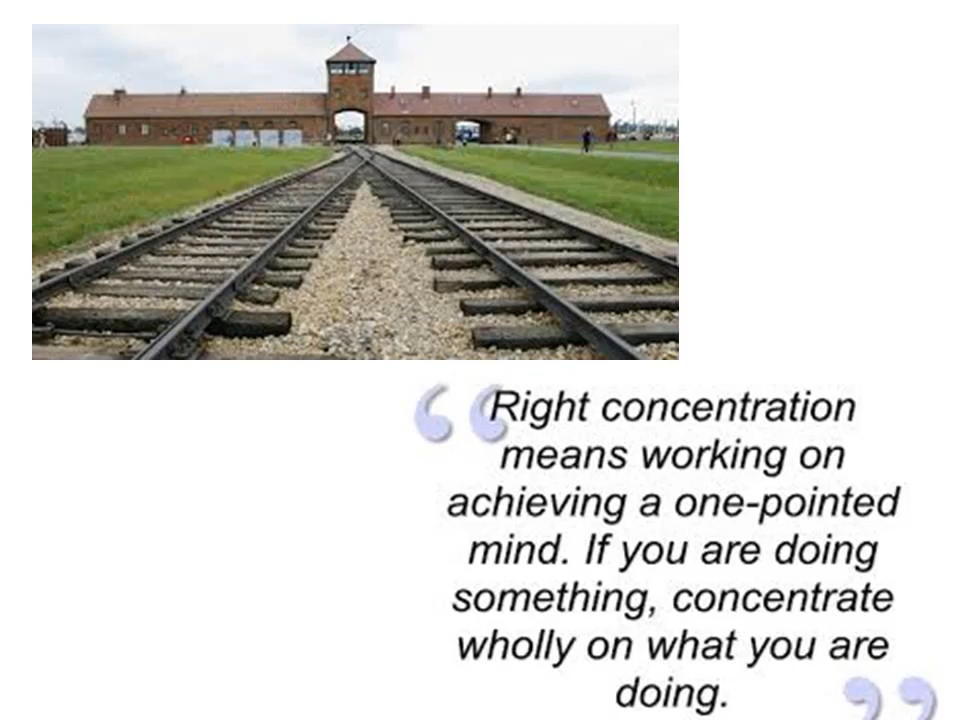 Right concentration
means working on
achieving a one-pointed
mind. If you are doing
something, concentrate
wholly on what you are
doing.